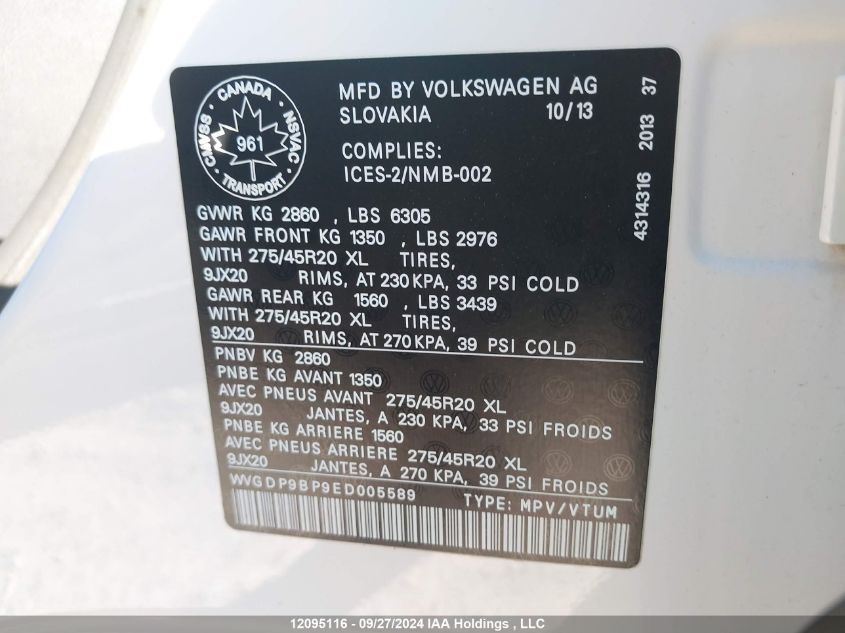 CANADA
CMVSS
NSVAC
961
TRANSPORT
MFD BY VOLKSWAGEN AG
SLOVAKIA 10/13
COMPLIES:
ICES-2/NMB-002
4314316 2013 37
GVWR KG 2860 , LBS 6305
GAWR FRONT KG 1350 , LBS 2976
WITH 275/45R20 XL TIRES,
9JX20 RIMS, AT 230 KPA, 33 PSI COLD
GAWR REAR KG 1560 , LBS 3439
WITH 275/45R20 XL TIRES,
9JX20 RIMS, AT 270 KPA, 39 PSI COLD
PNBV KG 2860
PNBE KG AVANT 1350
AVEC PNEUS AVANT 275/45R20 XL
9JX20 JANTES, A 230 KPA, 33 PSI FROIDS
PNBE KG ARRIERE 1560
AVEC PNEUS ARRIERE 275/45R20 XL
9JX20 JANTES, A 270 KPA, 39 PSI FROIDS
WVGDP9BP9ED005589 TYPE: MPV/VTUM
12095116 - 09/27/2024 IAA Holdings , LLC